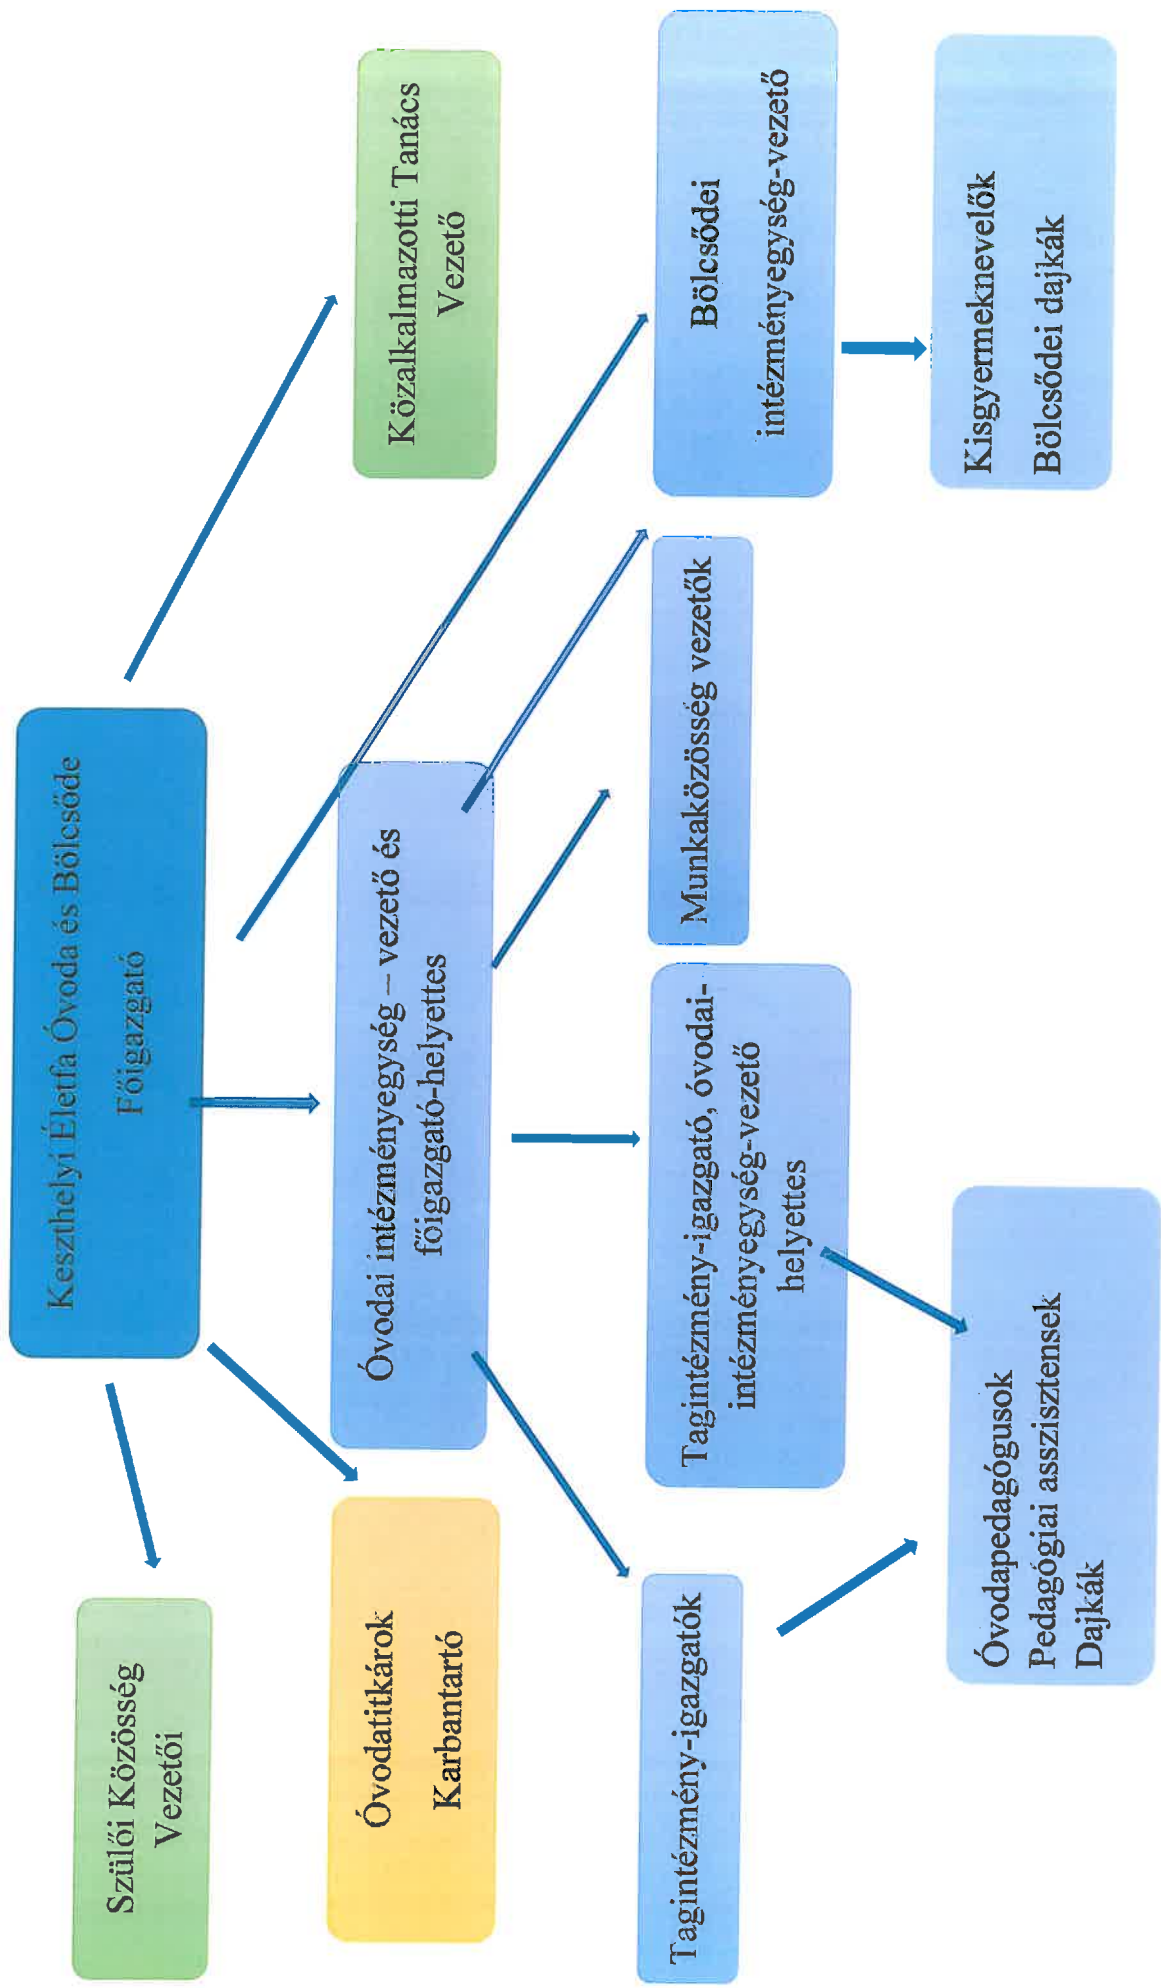 Keszthelyi Életfa Óvoda és Bölcsőde
Főigazgató
Szülői Közösség
Vezetői
Közalkalmazotti Tanács
Vezető
Óvodatitkárok
Karbantartó
Óvodai intézményegység – vezető és
főigazgató-helyettes
Tagintézmény-igazgatók
Tagintézmény-igazgató, óvodai-
intézményegység-vezető
helyettes
Munkaközösség vezetők
Bölcsődei
intézményegység-vezető
Óvodapedagógusok
Pedagógiai asszisztensek
Dajkák
Kisgyermeknevelők
Bölcsődei dajkák